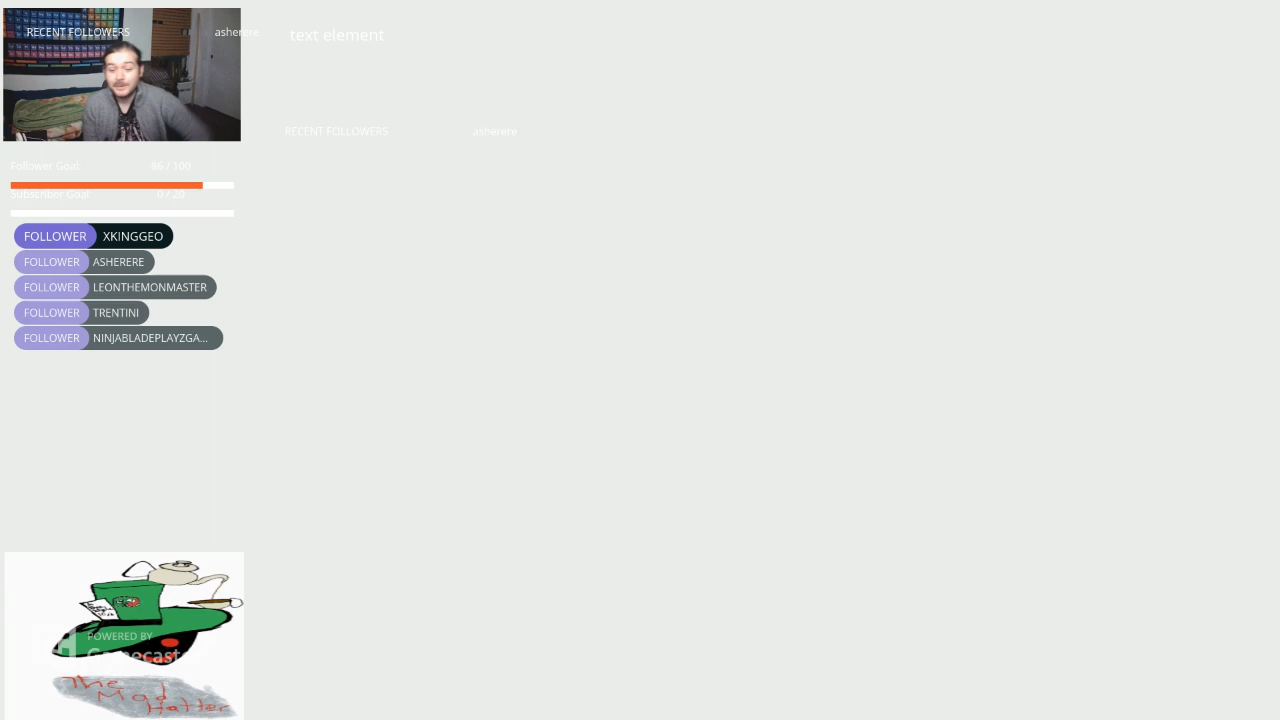 RECENT FOLLOWERS asherere
text element
RECENT FOLLOWERS asherere
Follower Goal: 86 / 100
Subscriber Goal: 0 / 20
FOLLOWER XKINGGEO
FOLLOWER ASHERERE
FOLLOWER LEONTHEMONMASTER
FOLLOWER TRENTINI
FOLLOWER NINJABLADEPLAYZGA...
POWERED BY
Gamecaster
The Mad Hatter